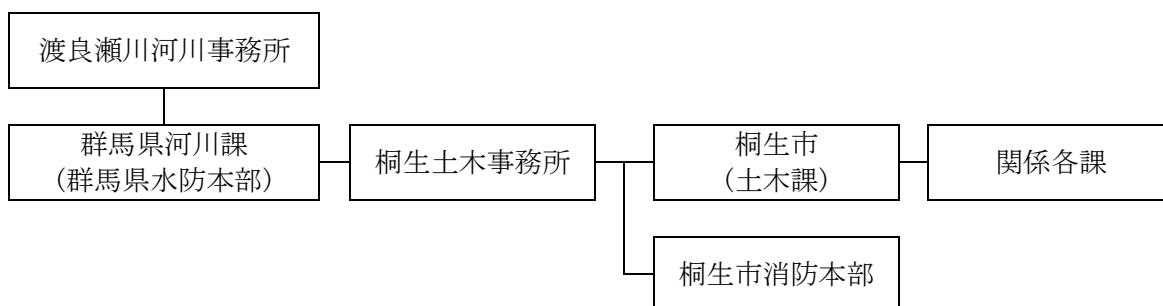 渡良瀬川河川事務所
群馬県河川課
（群馬県水防本部）
桐生土木事務所
桐生市
（土木課）
関係各課
桐生市消防本部